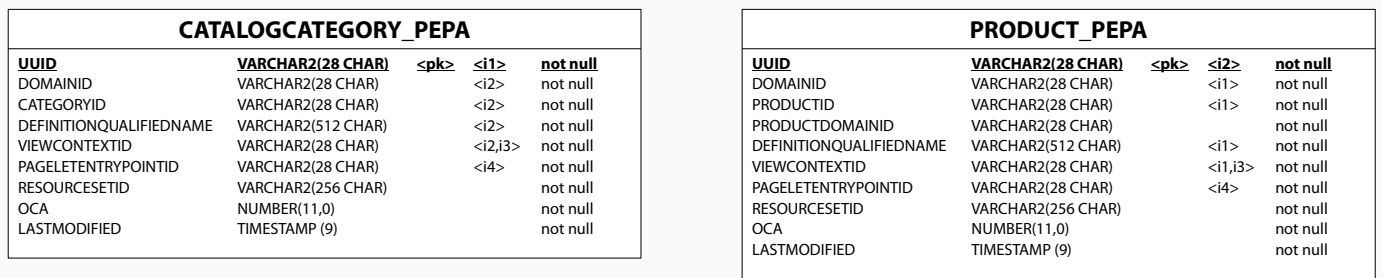 CATALOGCATEGORY_PEPA
UUID VARCHAR2(28 CHAR) <pk> <i1> not null
DOMAINID VARCHAR2(28 CHAR) <i2> not null
CATEGORYID VARCHAR2(28 CHAR) <i2> not null
DEFINITIONQUALIFIEDNAME VARCHAR2(512 CHAR) <i2> not null
VIEWCONTEXTID VARCHAR2(28 CHAR) <i2,i3> not null
PAGELETENTRYPOINTID VARCHAR2(28 CHAR) <i4> not null
RESOURCESETID VARCHAR2(256 CHAR) not null
OCA NUMBER(11,0) not null
LASTMODIFIED TIMESTAMP (9) not null
PRODUCT_PEPA
UUID VARCHAR2(28 CHAR) <pk> <i2> not null
DOMAINID VARCHAR2(28 CHAR) <i1> not null
PRODUCTID VARCHAR2(28 CHAR) <i1> not null
PRODUCTDOMAINID VARCHAR2(28 CHAR) not null
DEFINITIONQUALIFIEDNAME VARCHAR2(512 CHAR) <i1> not null
VIEWCONTEXTID VARCHAR2(28 CHAR) <i1,i3> not null
PAGELETENTRYPOINTID VARCHAR2(28 CHAR) <i4> not null
RESOURCESETID VARCHAR2(256 CHAR) not null
OCA NUMBER(11,0) not null
LASTMODIFIED TIMESTAMP (9) not null